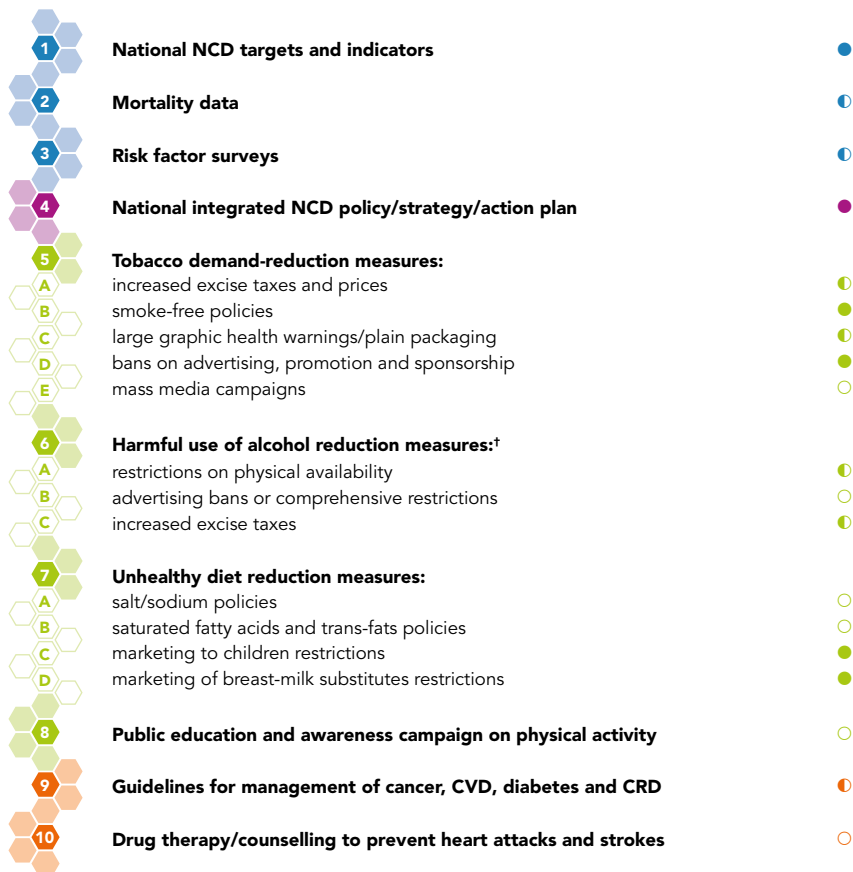 1 National NCD targets and indicators ●
2 Mortality data ◐
3 Risk factor surveys ◐
4 National integrated NCD policy/strategy/action plan ●
5 Tobacco demand-reduction measures:
A increased excise taxes and prices ◐
B smoke-free policies ●
C large graphic health warnings/plain packaging ◐
D bans on advertising, promotion and sponsorship ●
E mass media campaigns ○
6 Harmful use of alcohol reduction measures:†
A restrictions on physical availability ◐
B advertising bans or comprehensive restrictions ○
C increased excise taxes ◐
7 Unhealthy diet reduction measures:
A salt/sodium policies ○
B saturated fatty acids and trans-fats policies ○
C marketing to children restrictions ●
D marketing of breast-milk substitutes restrictions ●
8 Public education and awareness campaign on physical activity ○
9 Guidelines for management of cancer, CVD, diabetes and CRD ◐
10 Drug therapy/counselling to prevent heart attacks and strokes ○